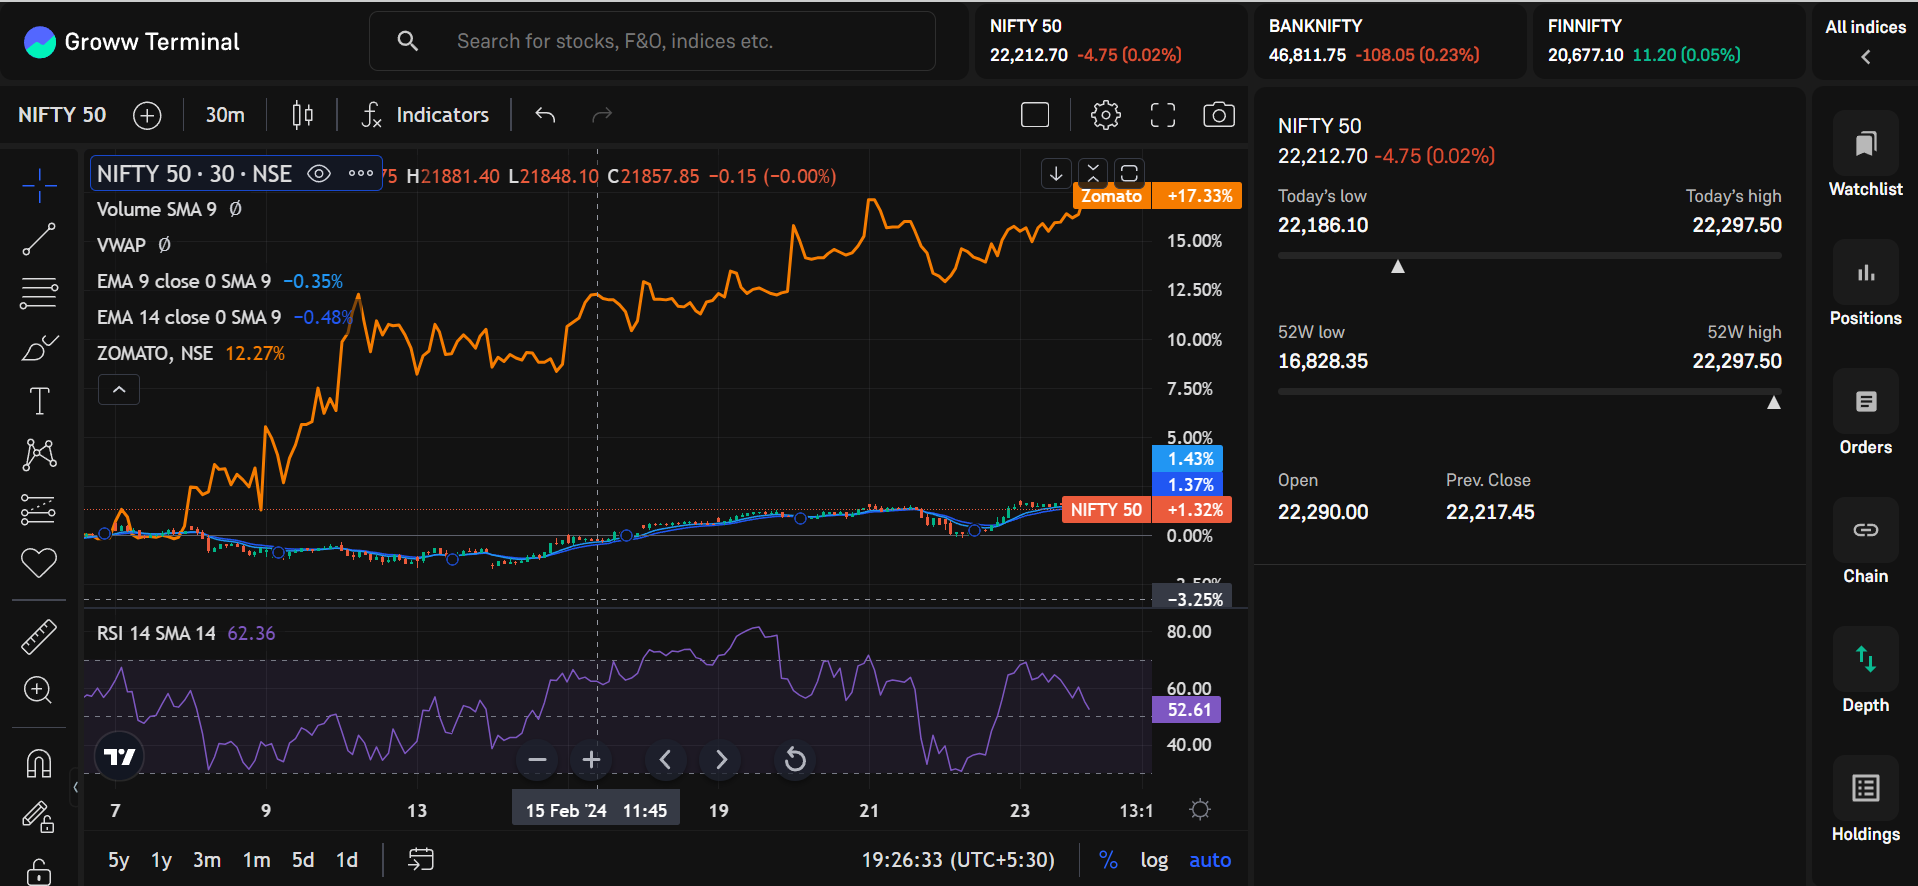 Groww Terminal
Search for stocks, F&O, indices etc.
NIFTY 50
22,212.70 -4.75 (0.02%)
BANKNIFTY
46,811.75 -108.05 (0.23%)
FINNIFTY
20,677.10 11.20 (0.05%)
All indices
NIFTY 50
30m
Indicators
NIFTY 50 · 30 · NSE
75 H21881.40 L21848.10 C21857.85 −0.15 (−0.00%)
Volume SMA 9 Ø
VWAP Ø
EMA 9 close 0 SMA 9 −0.35%
EMA 14 close 0 SMA 9 −0.48%
ZOMATO, NSE 12.27%
Zomato +17.33%
15.00%
12.50%
10.00%
7.50%
5.00%
1.43%
1.37%
NIFTY 50 +1.32%
0.00%
−3.25%
RSI 14 SMA 14 62.36
80.00
60.00
52.61
40.00
7 9 13 15 Feb '24 11:45 19 21 23 13:1
5y 1y 3m 1m 5d 1d
19:26:33 (UTC+5:30) % log auto
NIFTY 50
22,212.70 -4.75 (0.02%)
Today's low Today's high
22,186.10 22,297.50
52W low 52W high
16,828.35 22,297.50
Open Prev. Close
22,290.00 22,217.45
Watchlist
Positions
Orders
Chain
Depth
Holdings